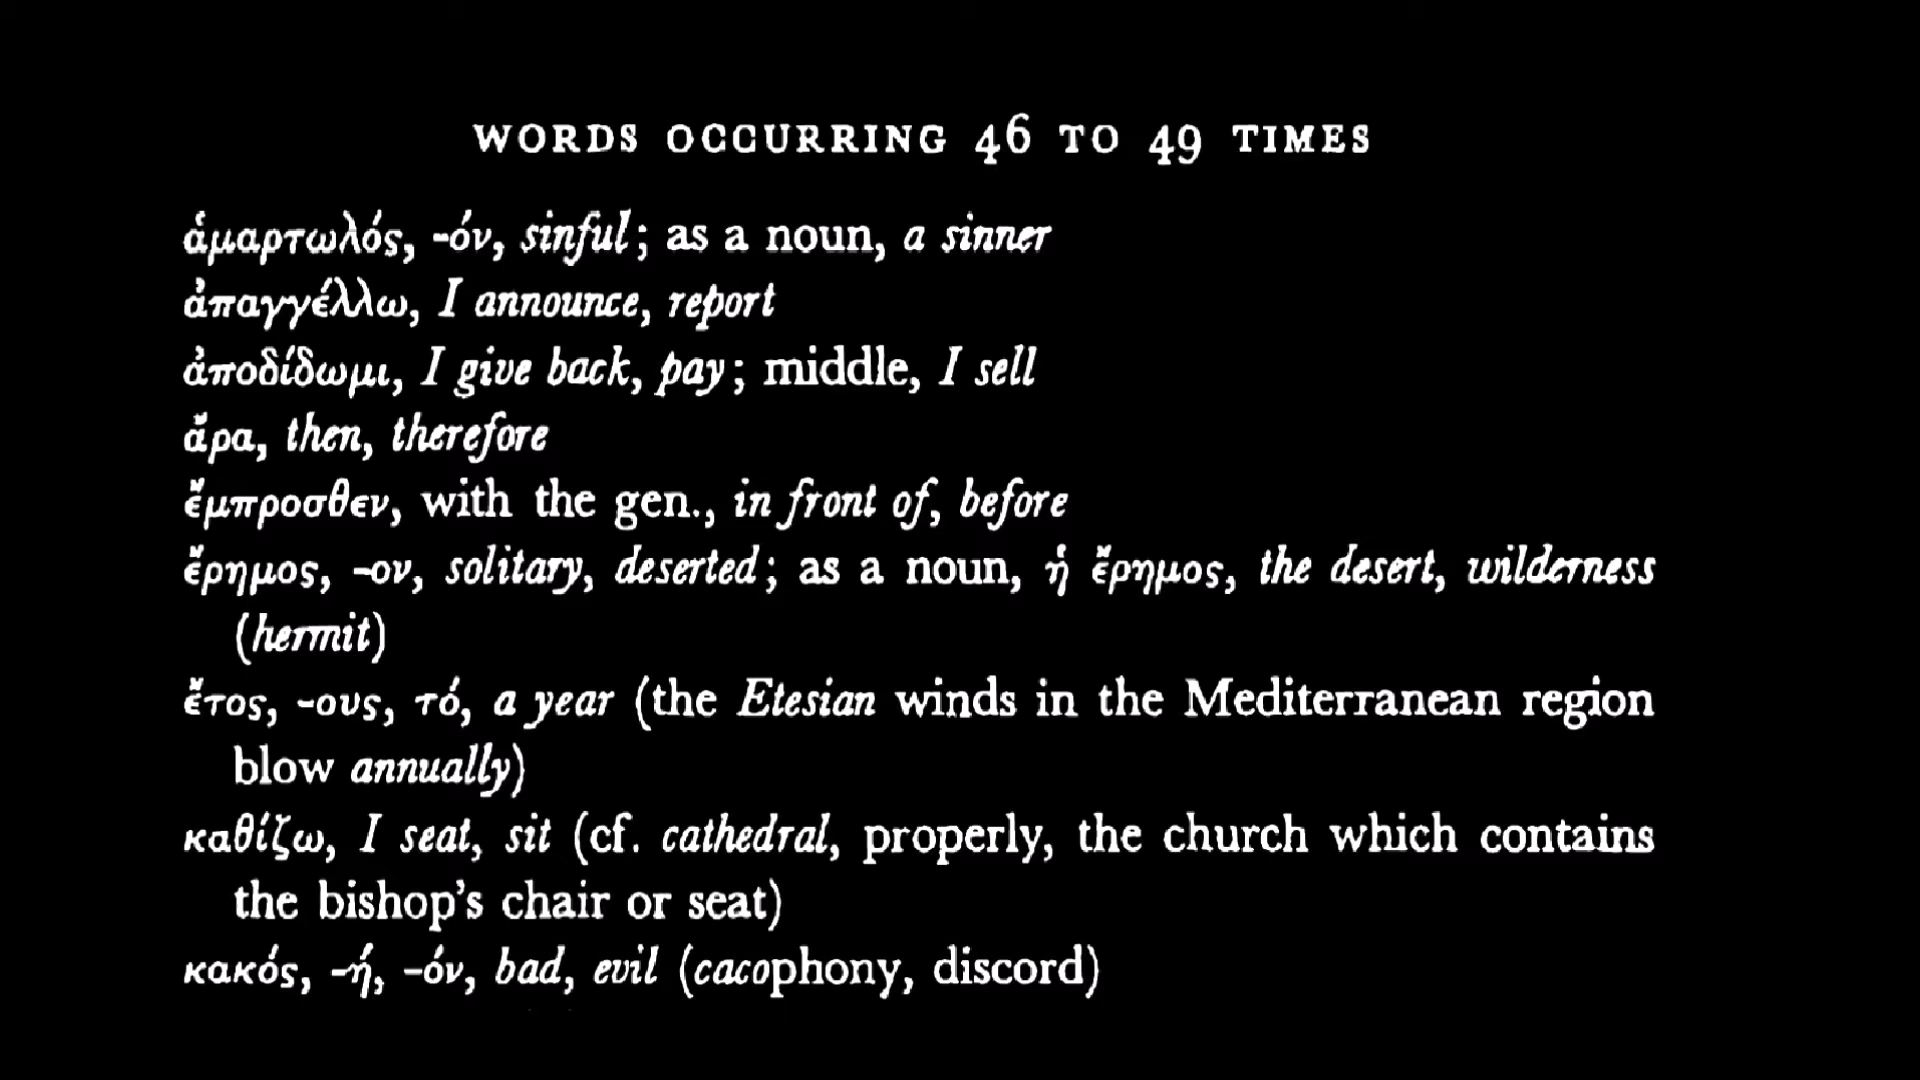 WORDS OCCURRING 46 TO 49 TIMES
ἁμαρτωλός, -όν, sinful; as a noun, a sinner
ἀπαγγέλλω, I announce, report
ἀποδίδωμι, I give back, pay; middle, I sell
ἄρα, then, therefore
ἔμπροσθεν, with the gen., in front of, before
ἔρημος, -ον, solitary, deserted; as a noun, ἡ ἔρημος, the desert, wilderness
(hermit)
ἔτος, -ους, τό, a year (the Etesian winds in the Mediterranean region
blow annually)
καθίζω, I seat, sit (cf. cathedral, properly, the church which contains
the bishop's chair or seat)
κακός, -ή, -όν, bad, evil (cacophony, discord)